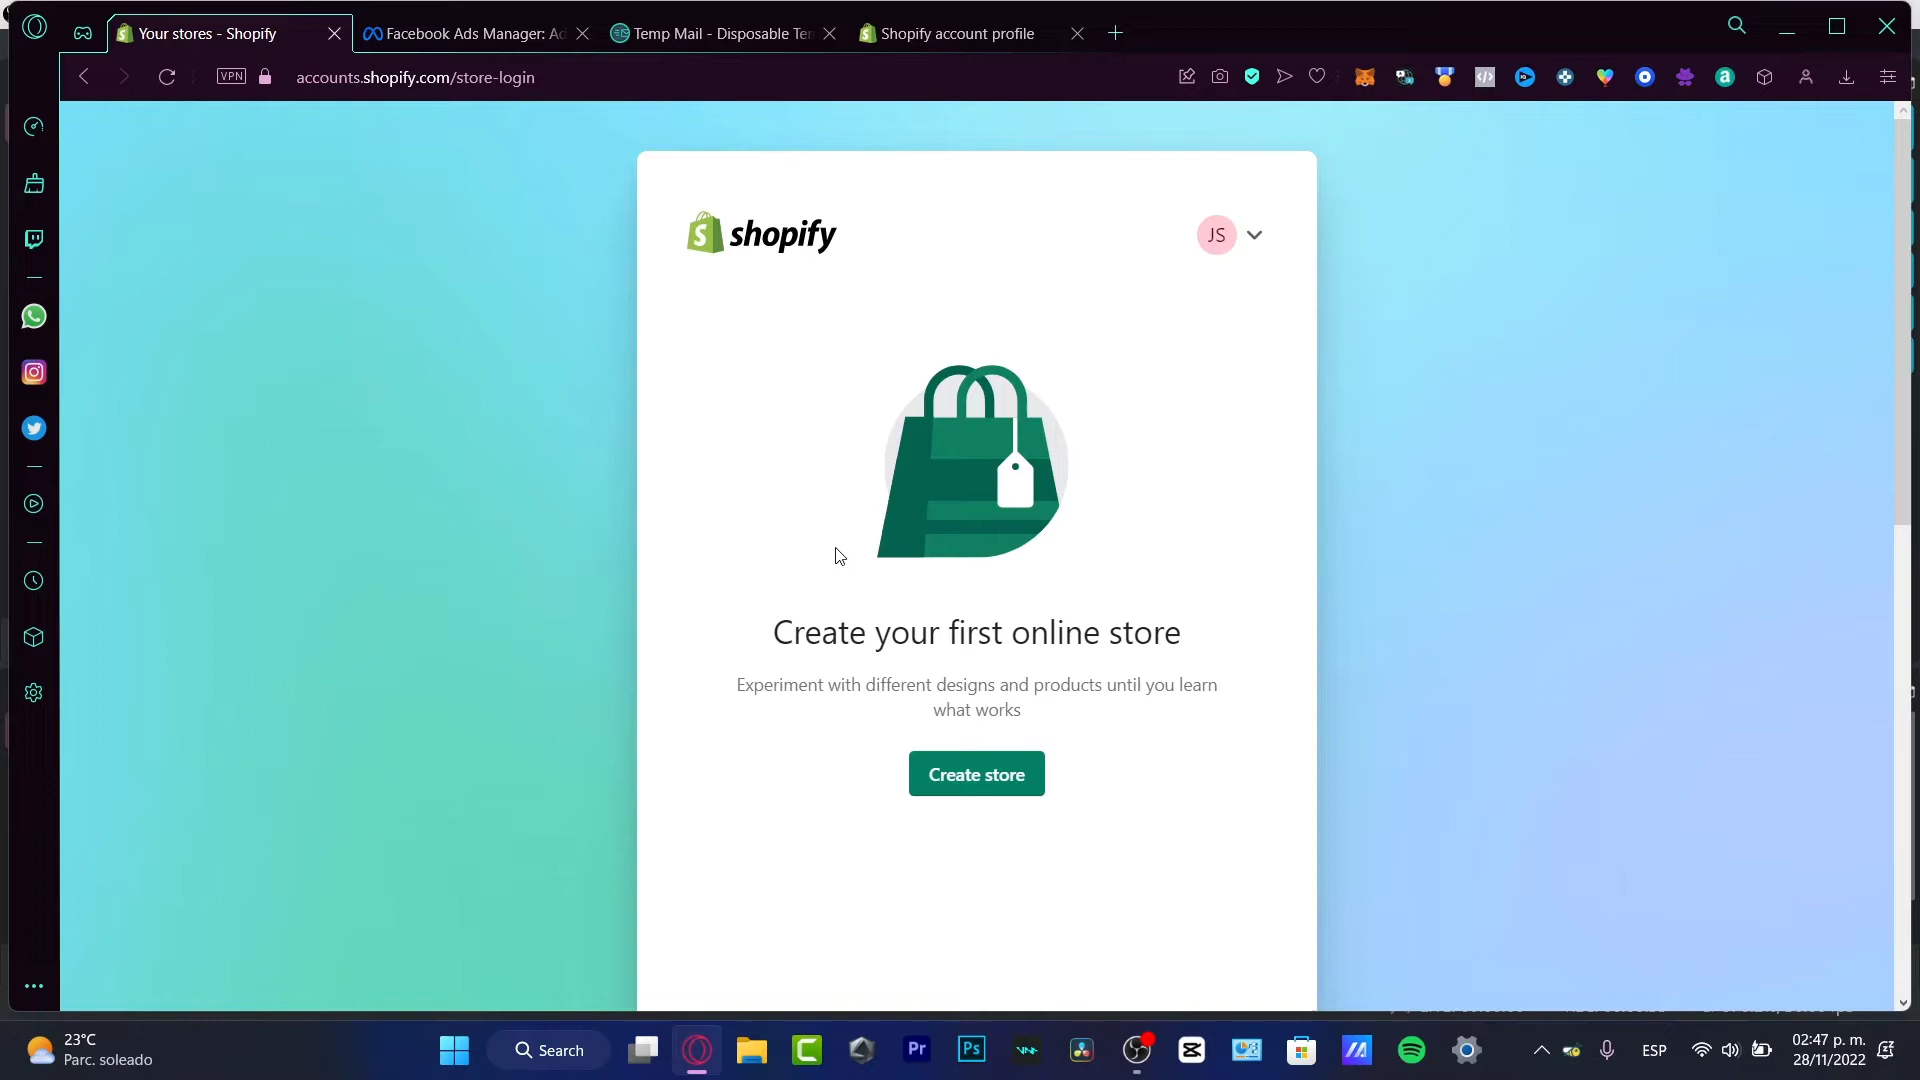 Your stores - Shopify
Facebook Ads Manager: Ad
Temp Mail - Disposable Ter
Shopify account profile
VPN
accounts.shopify.com/store-login
shopify
JS
Create your first online store
Experiment with different designs and products until you learn
what works
Create store
23°C
Parc. soleado
Search
Pr
Ps
ESP
02:47 p. m.
28/11/2022